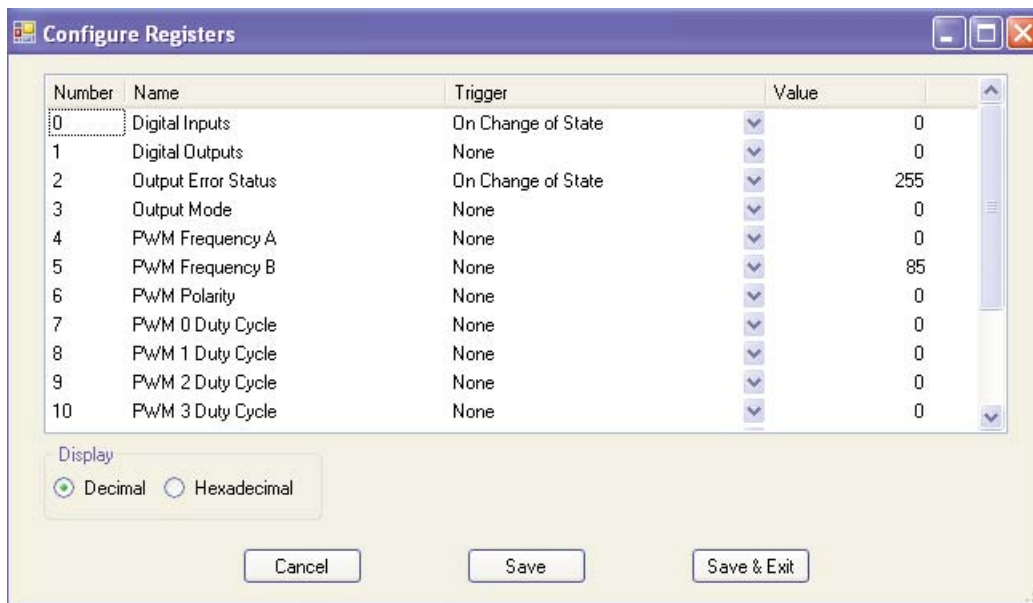 Configure Registers
Number Name Trigger Value
0 Digital Inputs On Change of State 0
1 Digital Outputs None 0
2 Output Error Status On Change of State 255
3 Output Mode None 0
4 PWM Frequency A None 0
5 PWM Frequency B None 85
6 PWM Polarity None 0
7 PWM 0 Duty Cycle None 0
8 PWM 1 Duty Cycle None 0
9 PWM 2 Duty Cycle None 0
10 PWM 3 Duty Cycle None 0
Display
Decimal Hexadecimal
Cancel Save Save & Exit